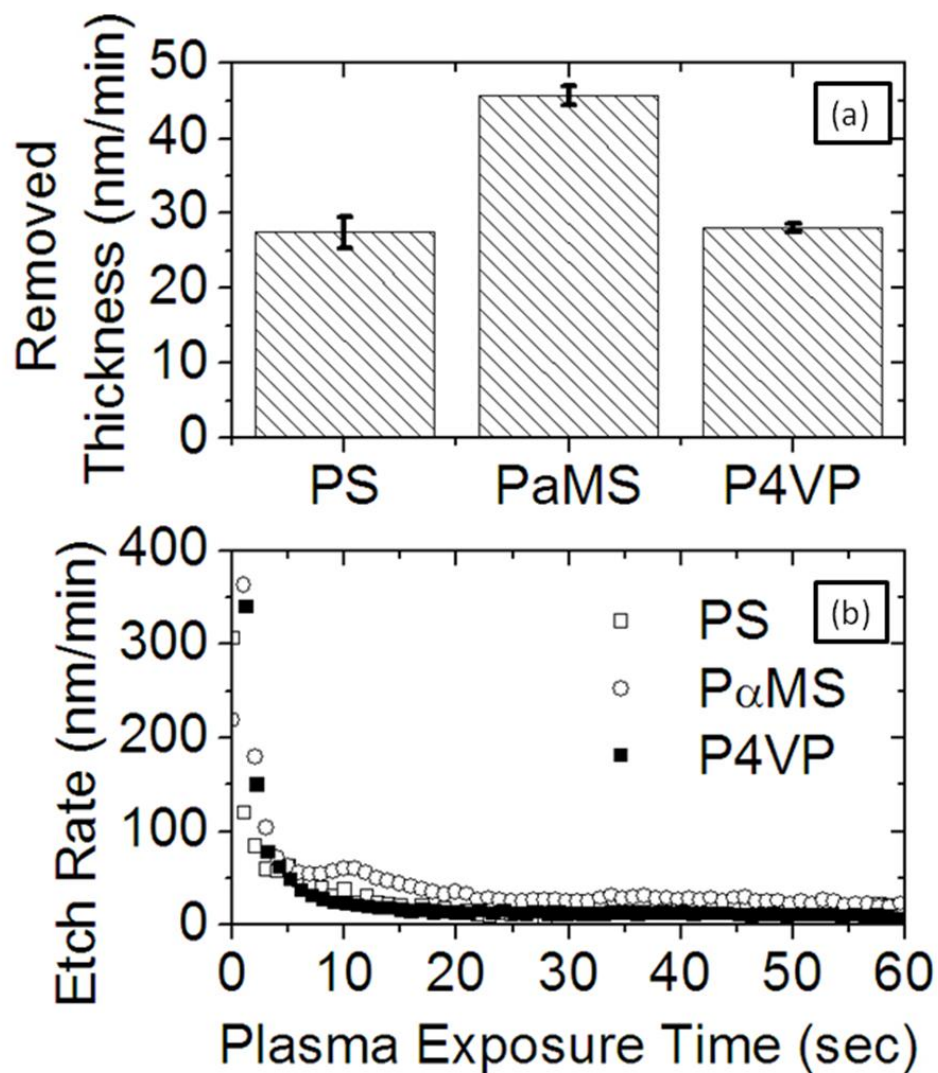 Removed
Thickness (nm/min)
50
40
30
20
10
0
(a)
PS PaMS P4VP
Etch Rate (nm/min)
400
300
200
100
0
(b)
PS
PαMS
P4VP
0 10 20 30 40 50 60
Plasma Exposure Time (sec)